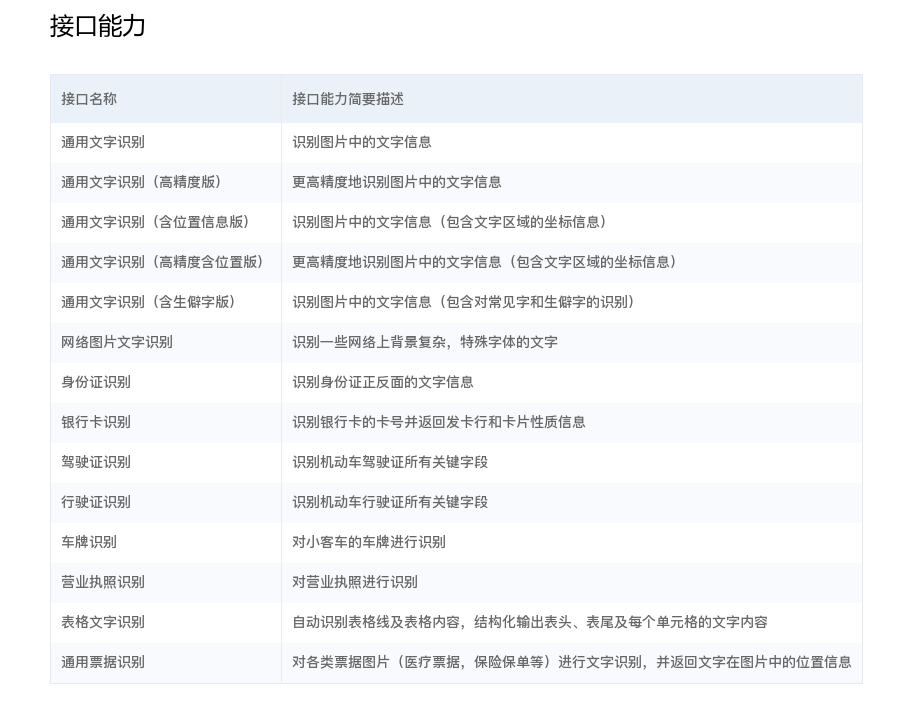 接口能力
接口名称 接口能力简要描述
通用文字识别 识别图片中的文字信息
通用文字识别（高精度版） 更高精度地识别图片中的文字信息
通用文字识别（含位置信息版） 识别图片中的文字信息（包含文字区域的坐标信息）
通用文字识别（高精度含位置版） 更高精度地识别图片中的文字信息（包含文字区域的坐标信息）
通用文字识别（含生僻字版） 识别图片中的文字信息（包含对常见字和生僻字的识别）
网络图片文字识别 识别一些网络上背景复杂，特殊字体的文字
身份证识别 识别身份证正反面的文字信息
银行卡识别 识别银行卡的卡号并返回发卡行和卡片性质信息
驾驶证识别 识别机动车驾驶证所有关键字段
行驶证识别 识别机动车行驶证所有关键字段
车牌识别 对小客车的车牌进行识别
营业执照识别 对营业执照进行识别
表格文字识别 自动识别表格线及表格内容，结构化输出表头、表尾及每个单元格的文字内容
通用票据识别 对各类票据图片（医疗票据，保险保单等）进行文字识别，并返回文字在图片中的位置信息